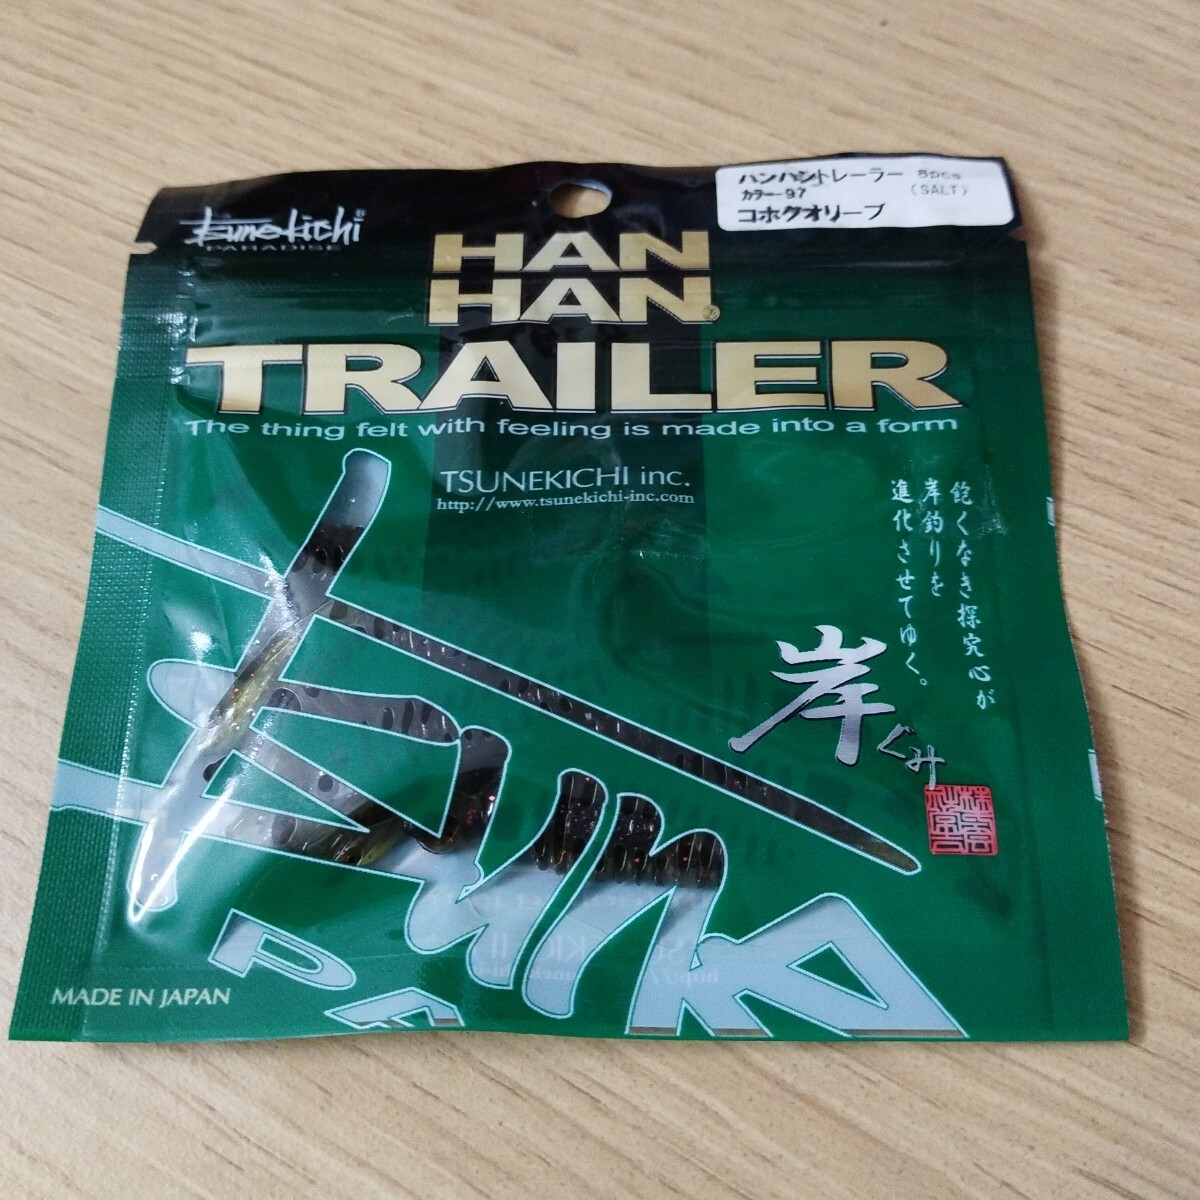 tsunekichi
PARADISE
ハンハントレーラー 8pcs
カラー-97 (SALT)
コホクオリーブ
HAN
HAN®
TRAILER
The thing felt with feeling is made into a form
TSUNEKICHI inc.
http://www.tsunekichi-inc.com
飽くなき探究心が
岸釣りを
進化させてゆく。
岸ぐみ
MADE IN JAPAN